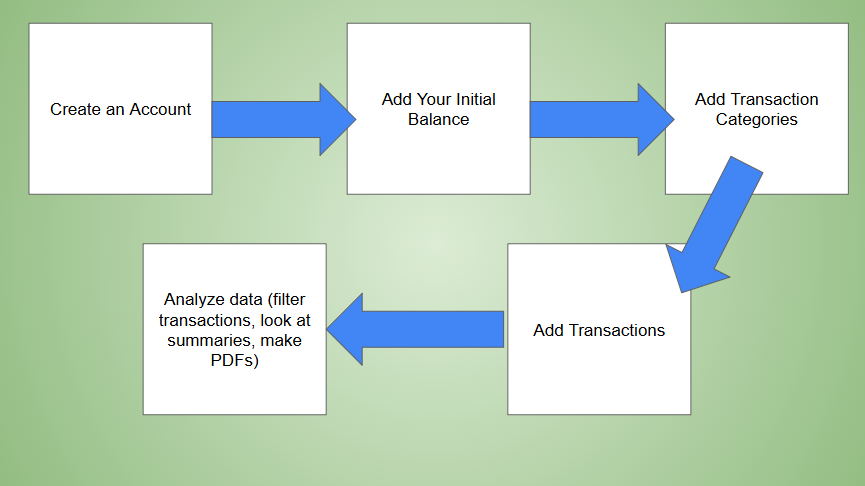 Create an Account
Add Your Initial
Balance
Add Transaction
Categories
Analyze data (filter
transactions, look at
summaries, make
PDFs)
Add Transactions